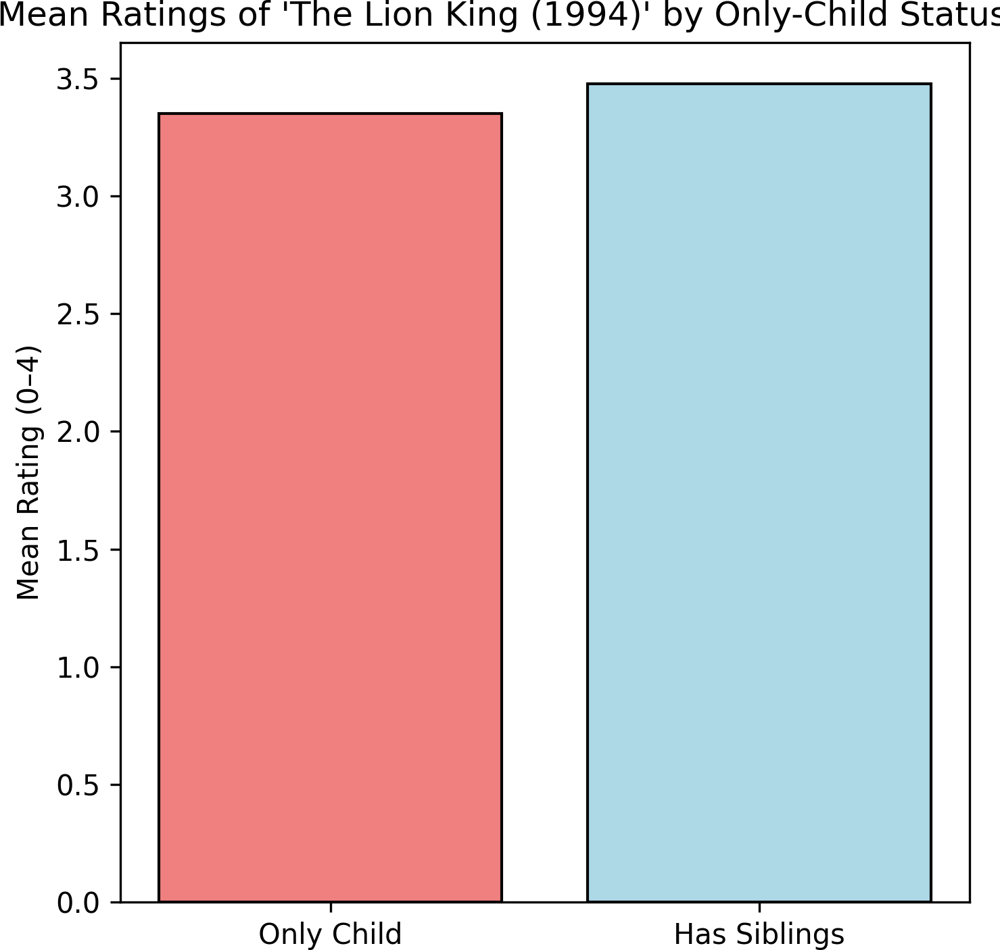 Mean Ratings of 'The Lion King (1994)' by Only-Child Status
3.5
3.0
2.5
2.0
1.5
1.0
0.5
0.0
Mean Rating (0–4)
Only Child
Has Siblings